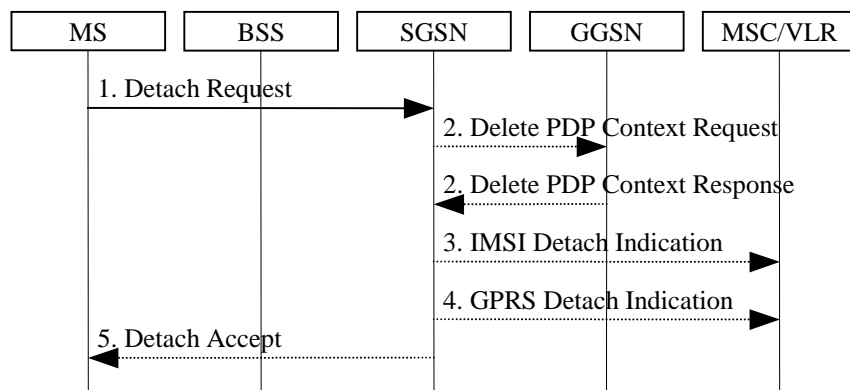 MS
BSS
SGSN
GGSN
MSC/VLR
1. Detach Request
2. Delete PDP Context Request
2. Delete PDP Context Response
3. IMSI Detach Indication
4. GPRS Detach Indication
5. Detach Accept